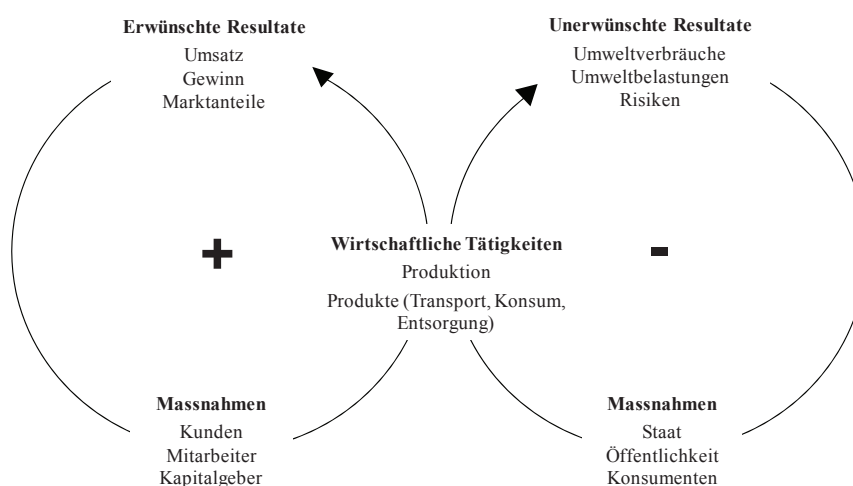 Erwünschte Resultate
Umsatz
Gewinn
Marktanteile
Unerwünschte Resultate
Umweltverbräuche
Umweltbelastungen
Risiken
+
Wirtschaftliche Tätigkeiten
Produktion
Produkte (Transport, Konsum,
Entsorgung)
-
Massnahmen
Kunden
Mitarbeiter
Kapitalgeber
Massnahmen
Staat
Öffentlichkeit
Konsumenten